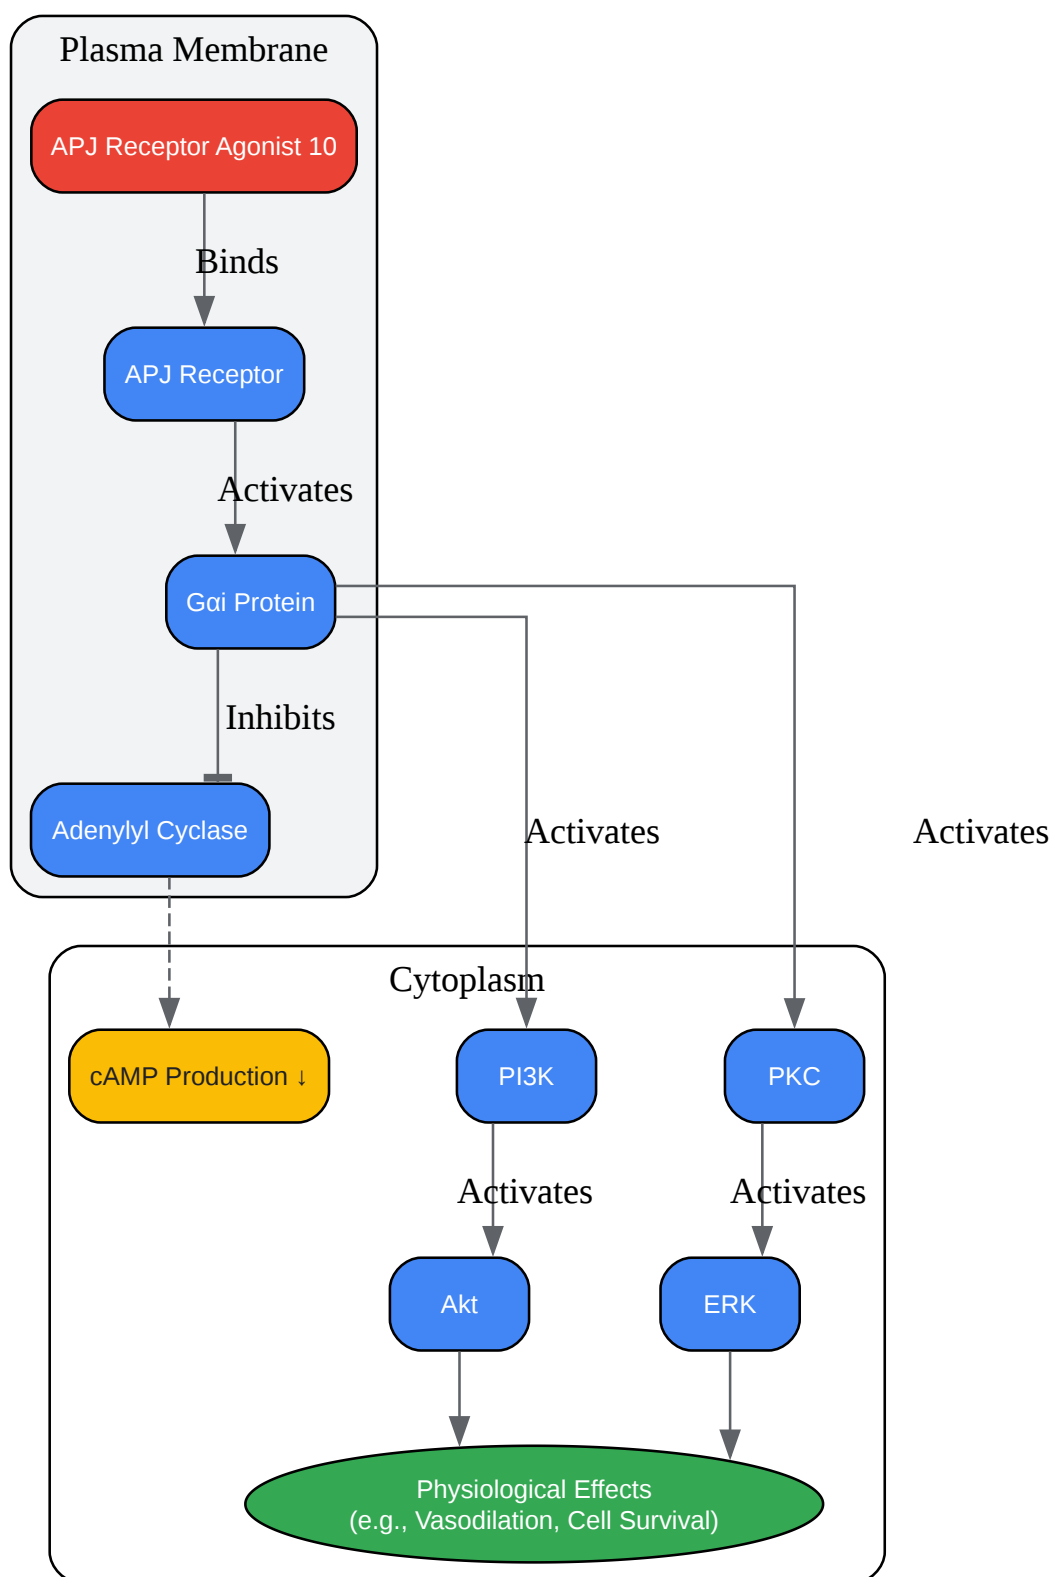 Plasma Membrane
APJ Receptor Agonist 10
Binds
APJ Receptor
Activates
Gαi Protein
Inhibits
Adenylyl Cyclase
Activates
Activates
Cytoplasm
cAMP Production ↓
PI3K
PKC
Activates
Activates
Akt
ERK
Physiological Effects
(e.g., Vasodilation, Cell Survival)